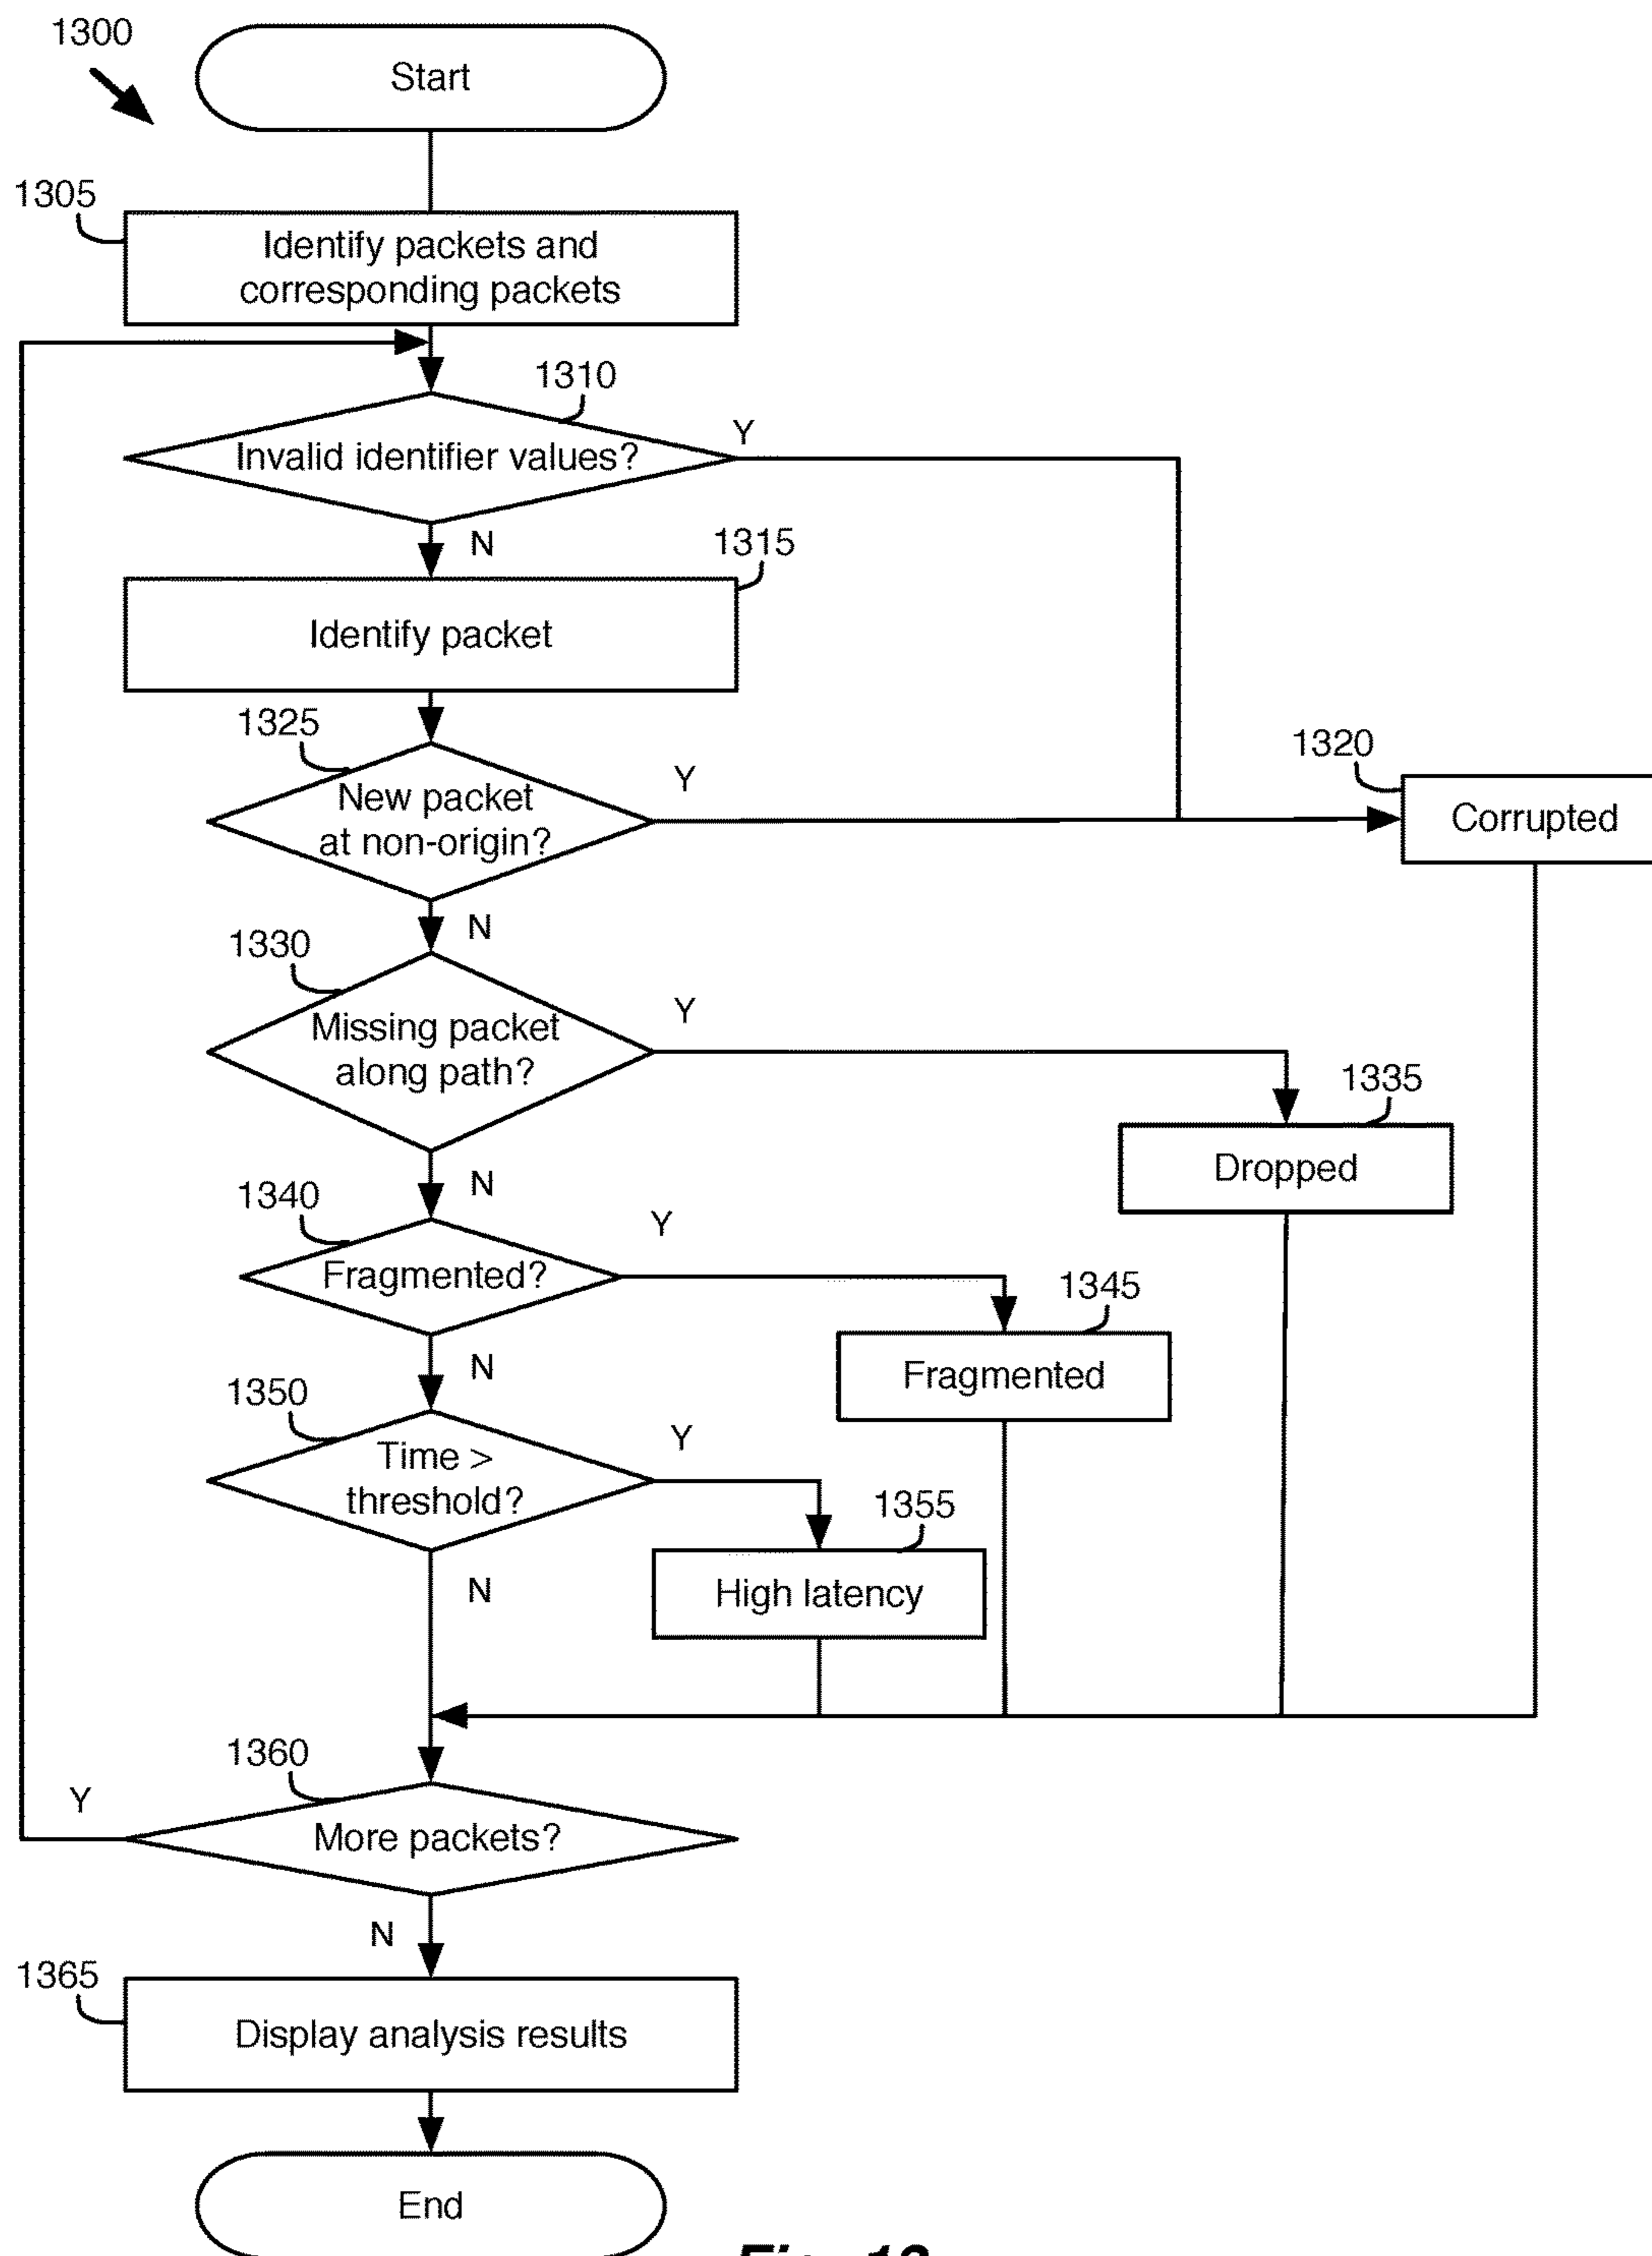 1300
Start
1305
Identify packets and
corresponding packets
1310
Invalid identifier values?
Y
N
1315
Identify packet
1325
New packet
at non-origin?
Y
1320
Corrupted
N
1330
Missing packet
along path?
Y
1335
Dropped
N
1340
Fragmented?
Y
1345
Fragmented
N
1350
Time >
threshold?
Y
1355
High latency
N
1360
More packets?
Y
N
1365
Display analysis results
End